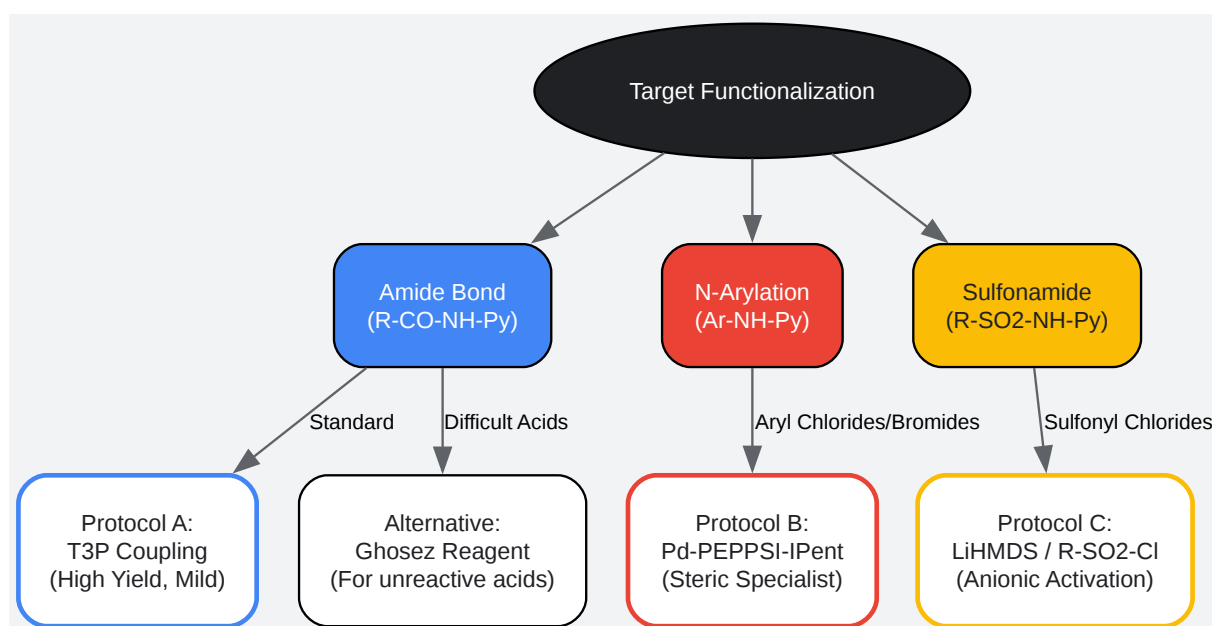 Target Functionalization
Amide Bond
(R-CO-NH-Py)
N-Arylation
(Ar-NH-Py)
Sulfonamide
(R-SO2-NH-Py)
Standard
Difficult Acids
Aryl Chlorides/Bromides
Sulfonyl Chlorides
Protocol A:
T3P Coupling
(High Yield, Mild)
Alternative:
Ghosez Reagent
(For unreactive acids)
Protocol B:
Pd-PEPPSI-IPent
(Steric Specialist)
Protocol C:
LiHMDS / R-SO2-Cl
(Anionic Activation)